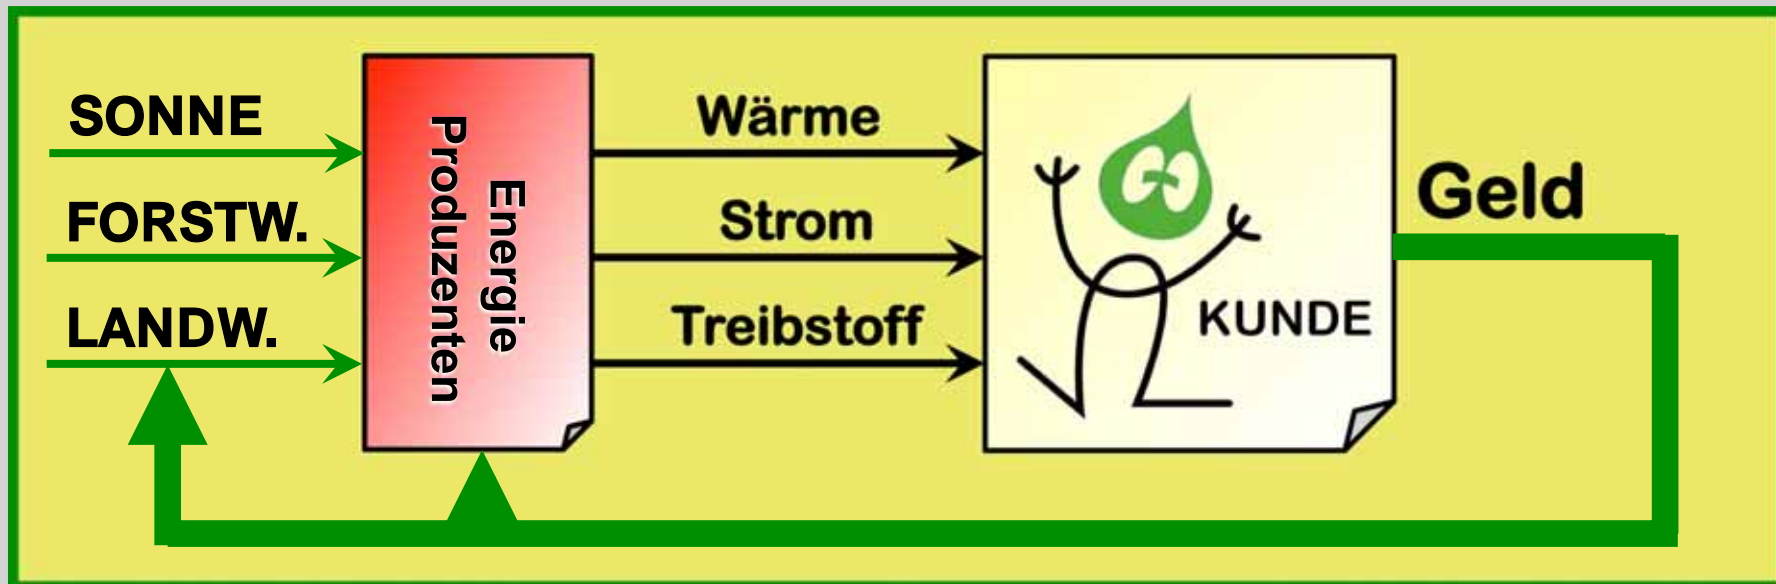 SONNE
FORSTW.
LANDW.
Energie
Produzenten
Wärme
Strom
Treibstoff
KUNDE
Geld